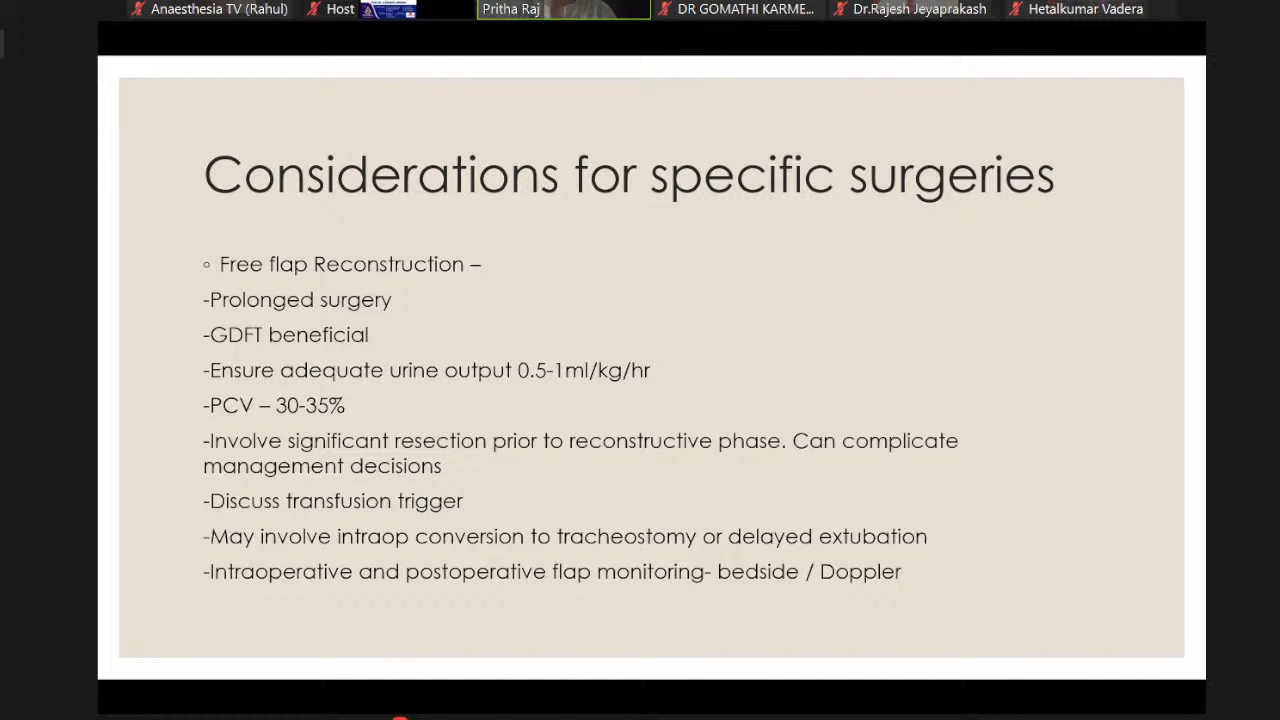 Anaesthesia TV (Rahul) Host Pritha Raj DR GOMATHI KARME... Dr.Rajesh Jeyaprakash Hetalkumar Vadera
Considerations for specific surgeries
◦ Free flap Reconstruction –
-Prolonged surgery
-GDFT beneficial
-Ensure adequate urine output 0.5-1ml/kg/hr
-PCV – 30-35%
-Involve significant resection prior to reconstructive phase. Can complicate
management decisions
-Discuss transfusion trigger
-May involve intraop conversion to tracheostomy or delayed extubation
-Intraoperative and postoperative flap monitoring- bedside / Doppler